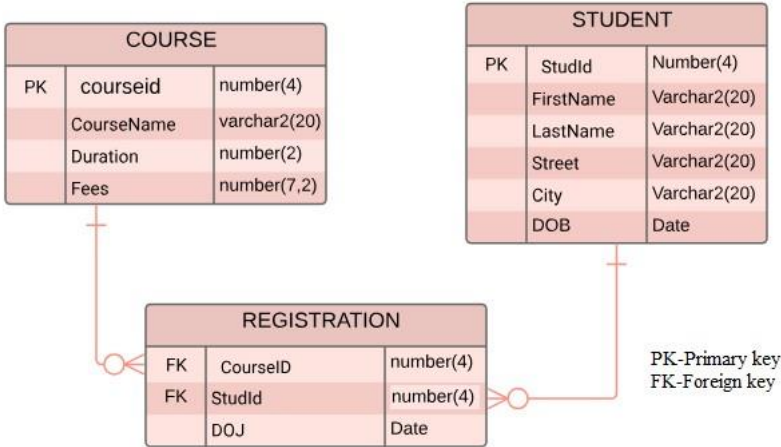 COURSE
PK courseid number(4)
CourseName varchar2(20)
Duration number(2)
Fees number(7,2)
STUDENT
PK StudId Number(4)
FirstName Varchar2(20)
LastName Varchar2(20)
Street Varchar2(20)
City Varchar2(20)
DOB Date
REGISTRATION
FK CourseID number(4)
FK StudId number(4)
DOJ Date
PK-Primary key
FK-Foreign key